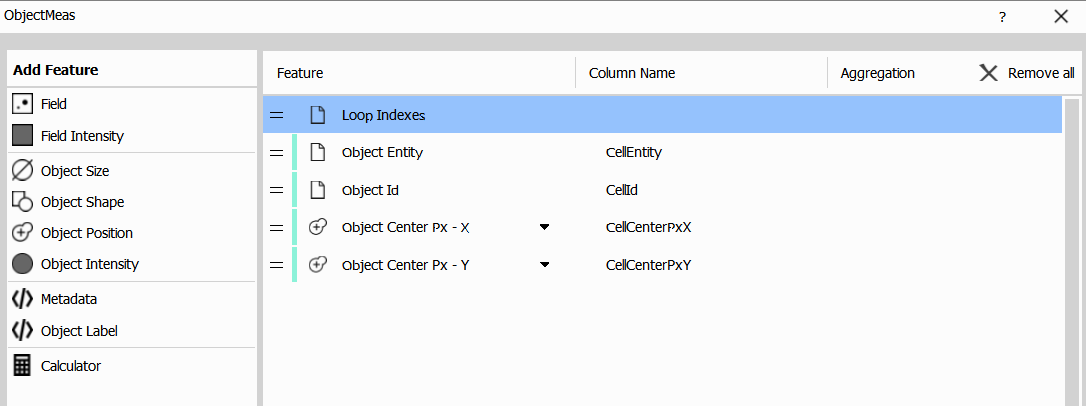 ObjectMeas ?
Add Feature
Field
Field Intensity
Object Size
Object Shape
Object Position
Object Intensity
Metadata
Object Label
Calculator
Feature Column Name Aggregation Remove all
Loop Indexes
Object Entity CellEntity
Object Id CellId
Object Center Px - X CellCenterPxX
Object Center Px - Y CellCenterPxY